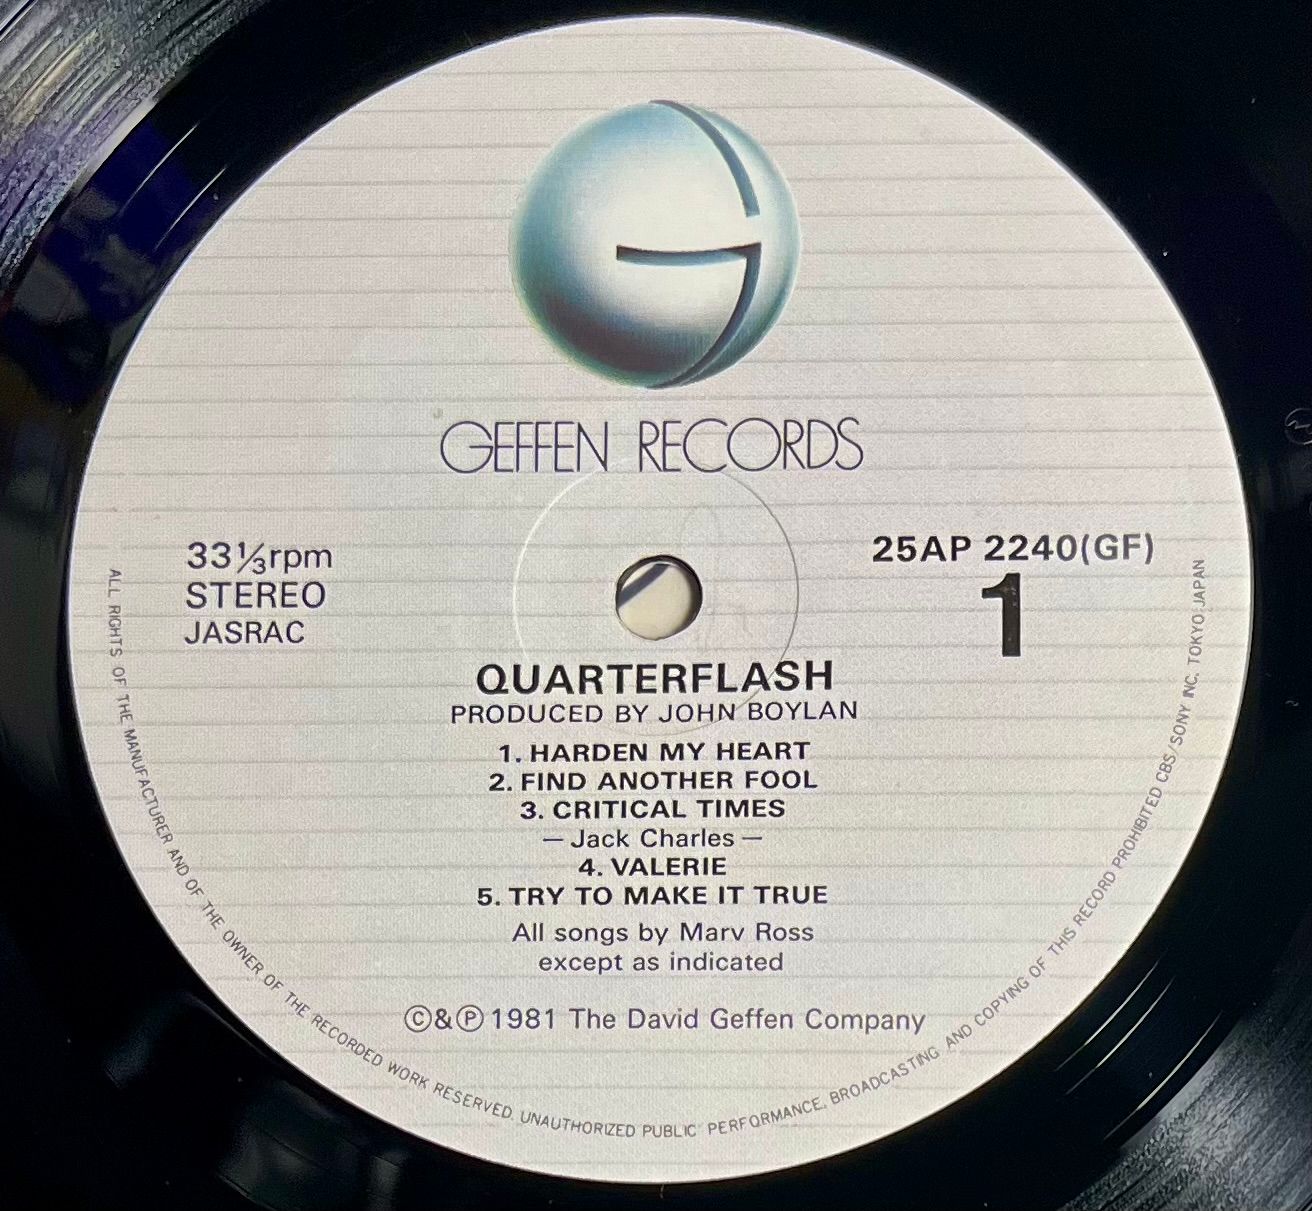 GEFFEN RECORDS
33⅓rpm
STEREO
JASRAC
25AP 2240(GF)
1
QUARTERFLASH
PRODUCED BY JOHN BOYLAN
1. HARDEN MY HEART
2. FIND ANOTHER FOOL
3. CRITICAL TIMES
— Jack Charles —
4. VALERIE
5. TRY TO MAKE IT TRUE
All songs by Marv Ross
except as indicated
©&℗1981 The David Geffen Company
ALL RIGHTS OF THE MANUFACTURER AND OF THE OWNER OF THE RECORDED WORK RESERVED. UNAUTHORIZED PUBLIC PERFORMANCE, BROADCASTING AND COPYING OF THIS RECORD PROHIBITED CBS/SONY INC. TOKYO JAPAN